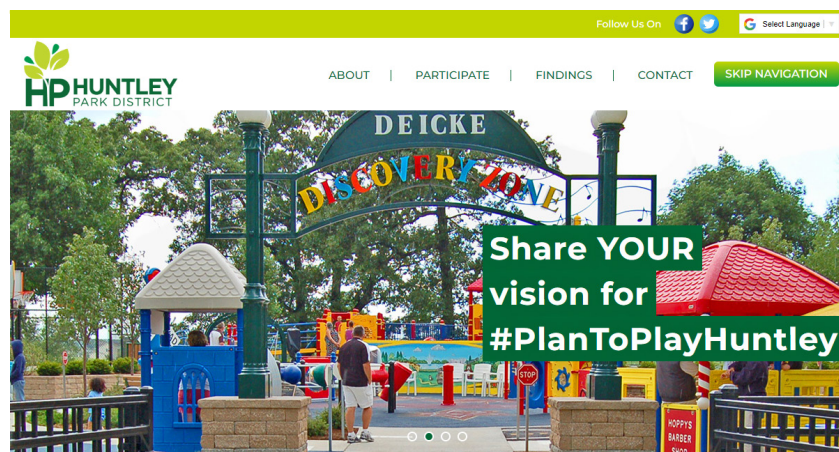 Follow Us On
Select Language
HP HUNTLEY
PARK DISTRICT
ABOUT | PARTICIPATE | FINDINGS | CONTACT
SKIP NAVIGATION
DEICKE
DISCOVERY ZONE
Share YOUR
vision for
#PlanToPlayHuntley
STOP
HOPPYS
BARBER
SHOP